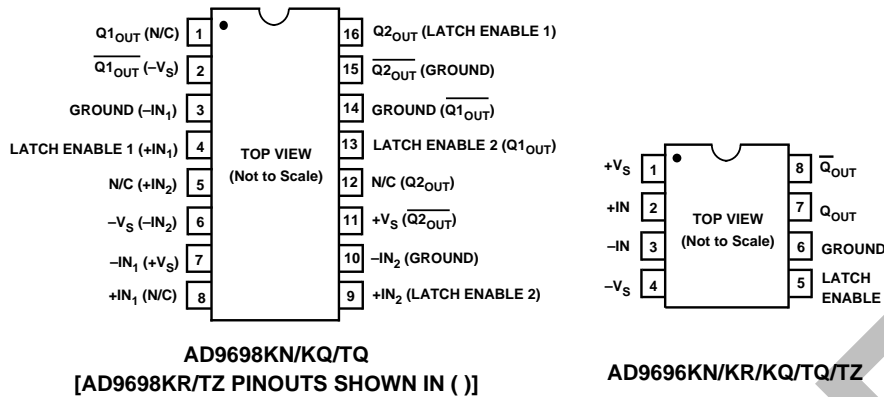 Q1OUT (N/C) 1
Q1OUT (–VS) 2
GROUND (–IN1) 3
LATCH ENABLE 1 (+IN1) 4
N/C (+IN2) 5
–VS (–IN2) 6
–IN1 (+VS) 7
+IN1 (N/C) 8
TOP VIEW
(Not to Scale)
16 Q2OUT (LATCH ENABLE 1)
15 Q2OUT (GROUND)
14 GROUND (Q1OUT)
13 LATCH ENABLE 2 (Q1OUT)
12 N/C (Q2OUT)
11 +VS (Q2OUT)
10 –IN2 (GROUND)
9 +IN2 (LATCH ENABLE 2)
AD9698KN/KQ/TQ
[AD9698KR/TZ PINOUTS SHOWN IN ( )]
+VS 1
+IN 2
–IN 3
–VS 4
TOP VIEW
(Not to Scale)
8 QOUT
7 QOUT
6 GROUND
5 LATCH
ENABLE
AD9696KN/KR/KQ/TQ/TZ